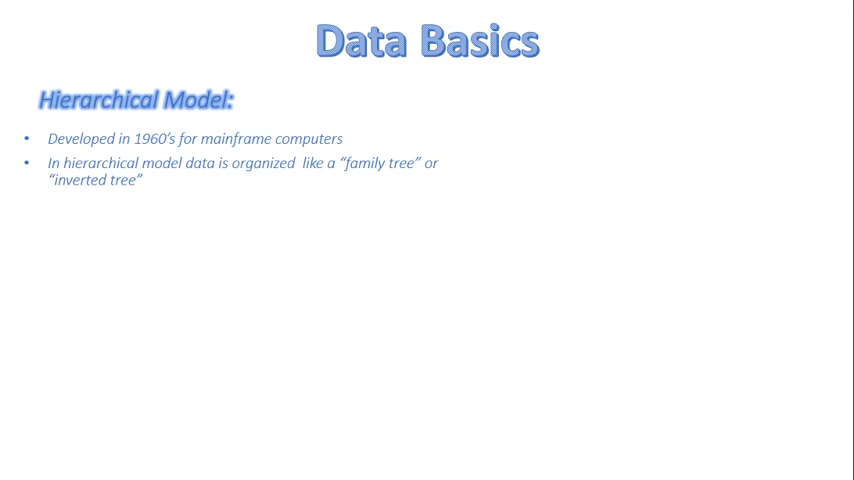 Data Basics
Hierarchical Model:
• Developed in 1960’s for mainframe computers
• In hierarchical model data is organized  like a “family tree” or
“inverted tree”